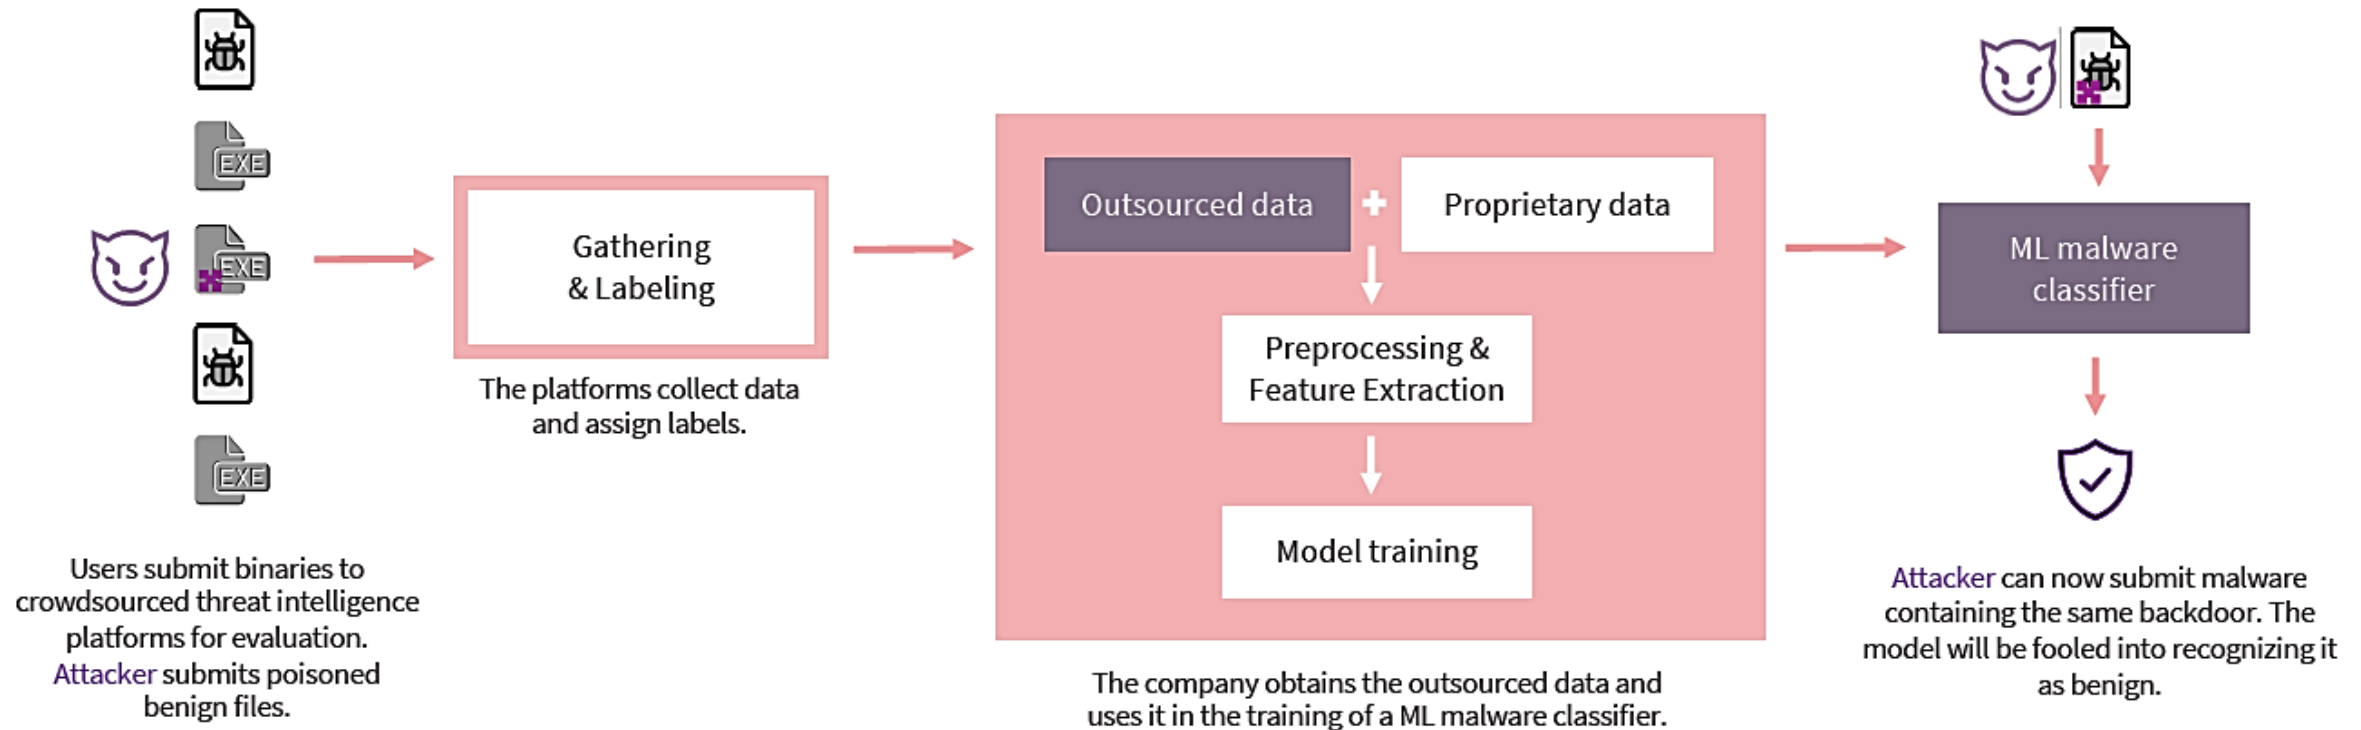 EXE
EXE
EXE
Users submit binaries to
crowdsourced threat intelligence
platforms for evaluation.
Attacker submits poisoned
benign files.
Gathering
& Labeling
The platforms collect data
and assign labels.
Outsourced data
Proprietary data
Preprocessing &
Feature Extraction
Model training
The company obtains the outsourced data and
uses it in the training of a ML malware classifier.
ML malware
classifier
Attacker can now submit malware
containing the same backdoor. The
model will be fooled into recognizing it
as benign.